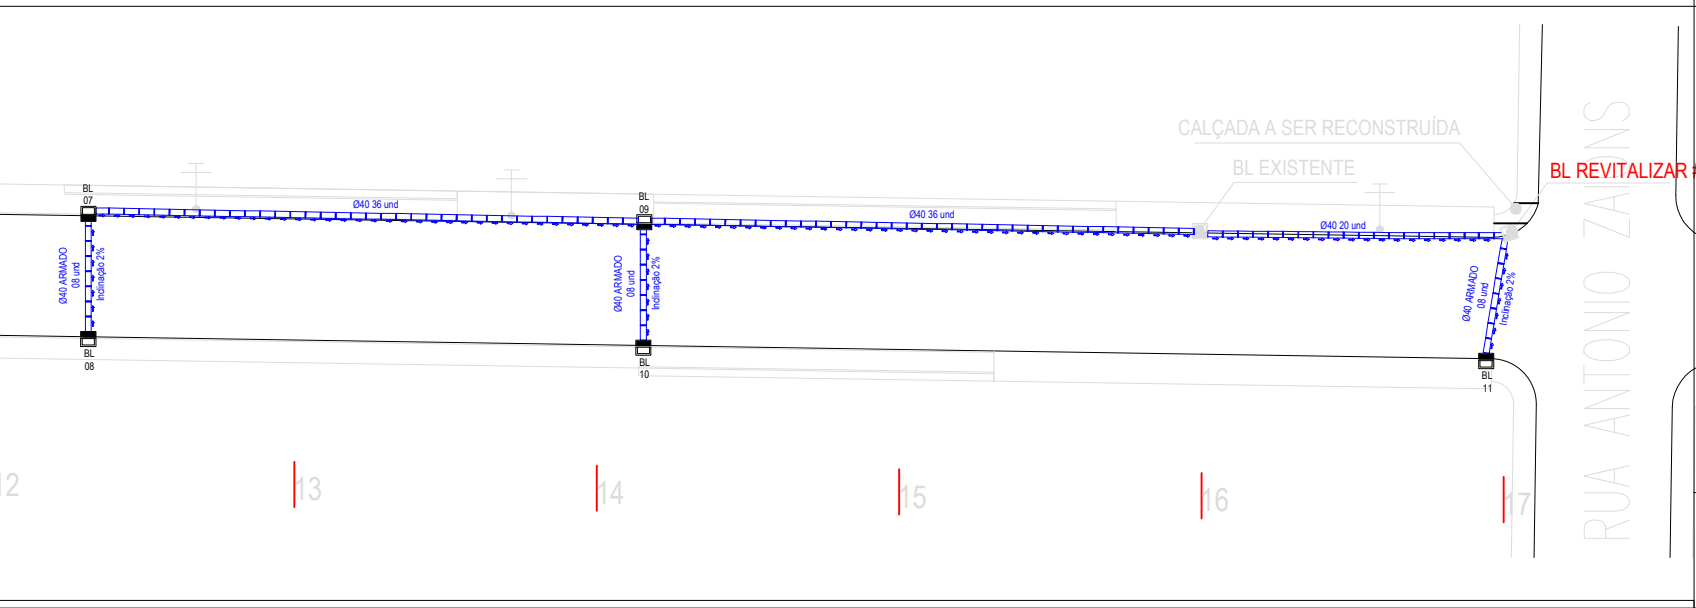 CALÇADA A SER RECONSTRUÍDA
BL EXISTENTE
BL REVITALIZAR
BL
07
Ø40 36 und
BL
09
Ø40 36 und
Ø40 20 und
Ø40 ARMADO
08 und
Inclinação 2%
Ø40 ARMADO
08 und
Inclinação 2%
Ø40 ARMADO
08 und
Inclinação 2%
BL
08
BL
10
BL
11
12
13
14
15
16
17
RUA ANTONIO ZADONS